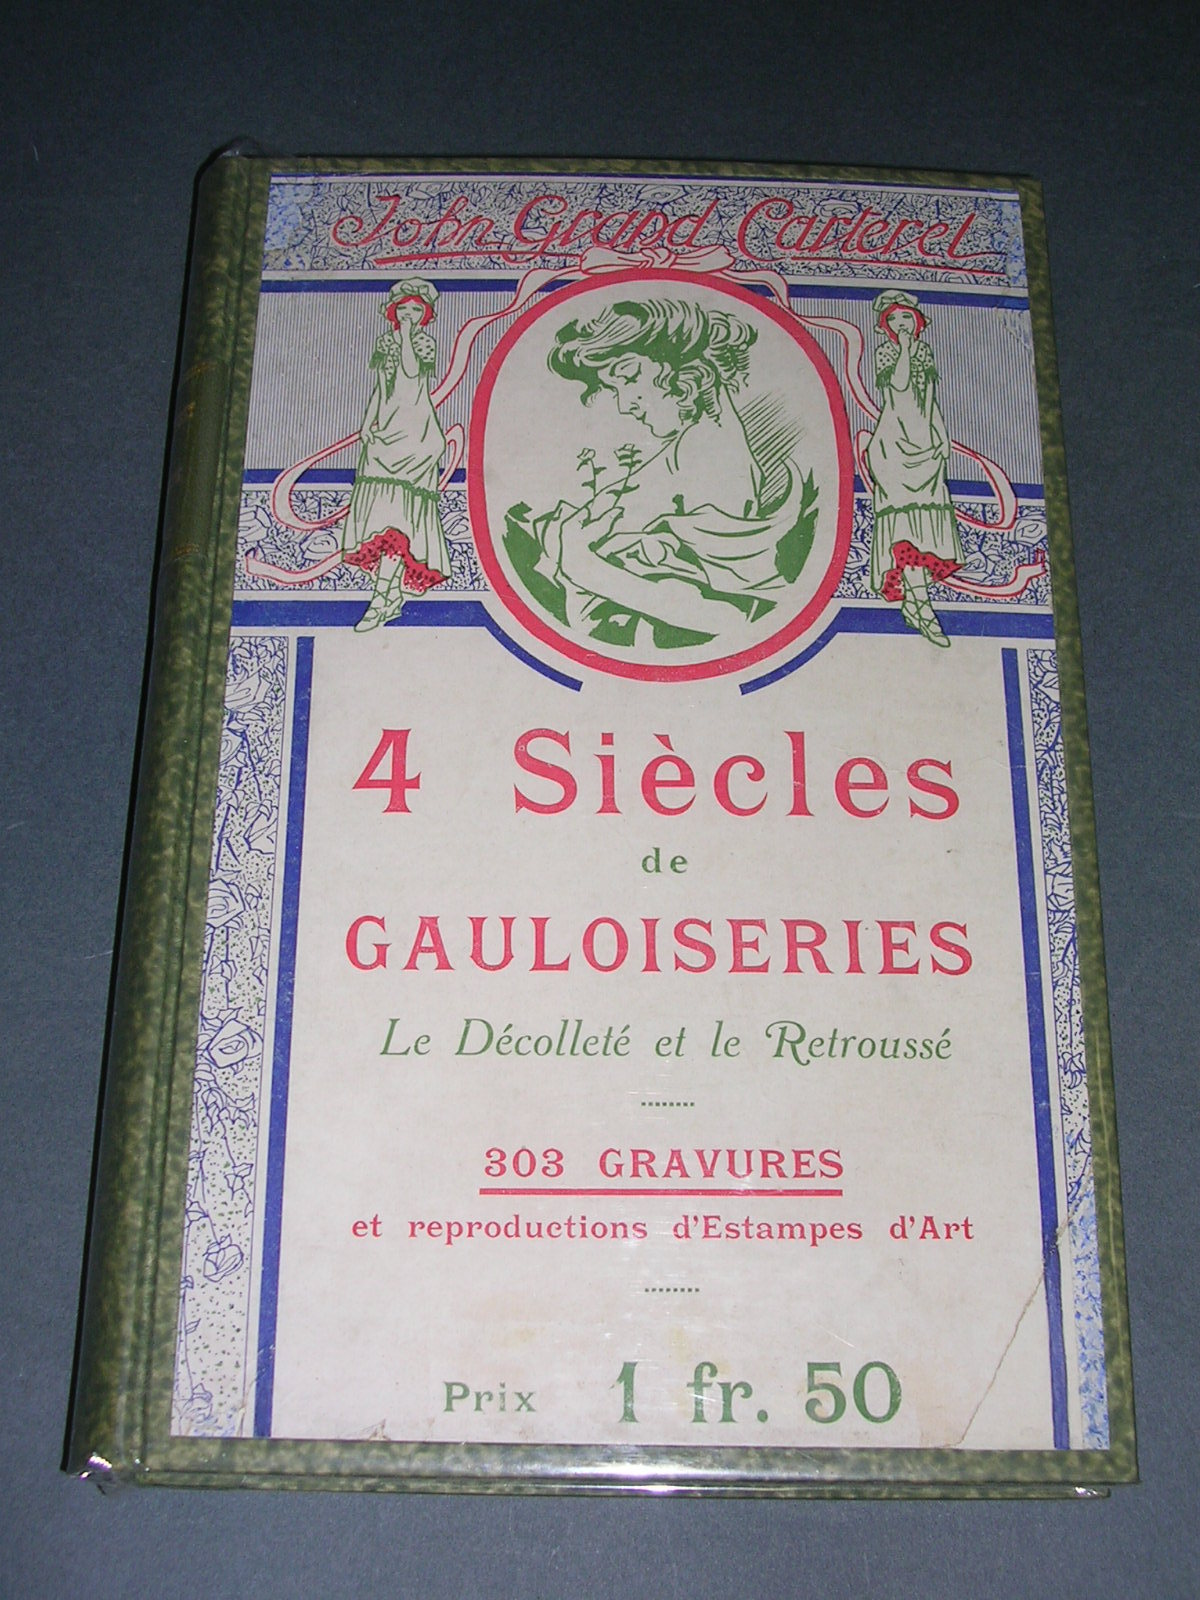 John Grand Carteret
4 Siècles
de
GAULOISERIES
Le Décolleté et le Retroussé
303 GRAVURES
et reproductions d'Estampes d'Art
Prix 1 fr. 50